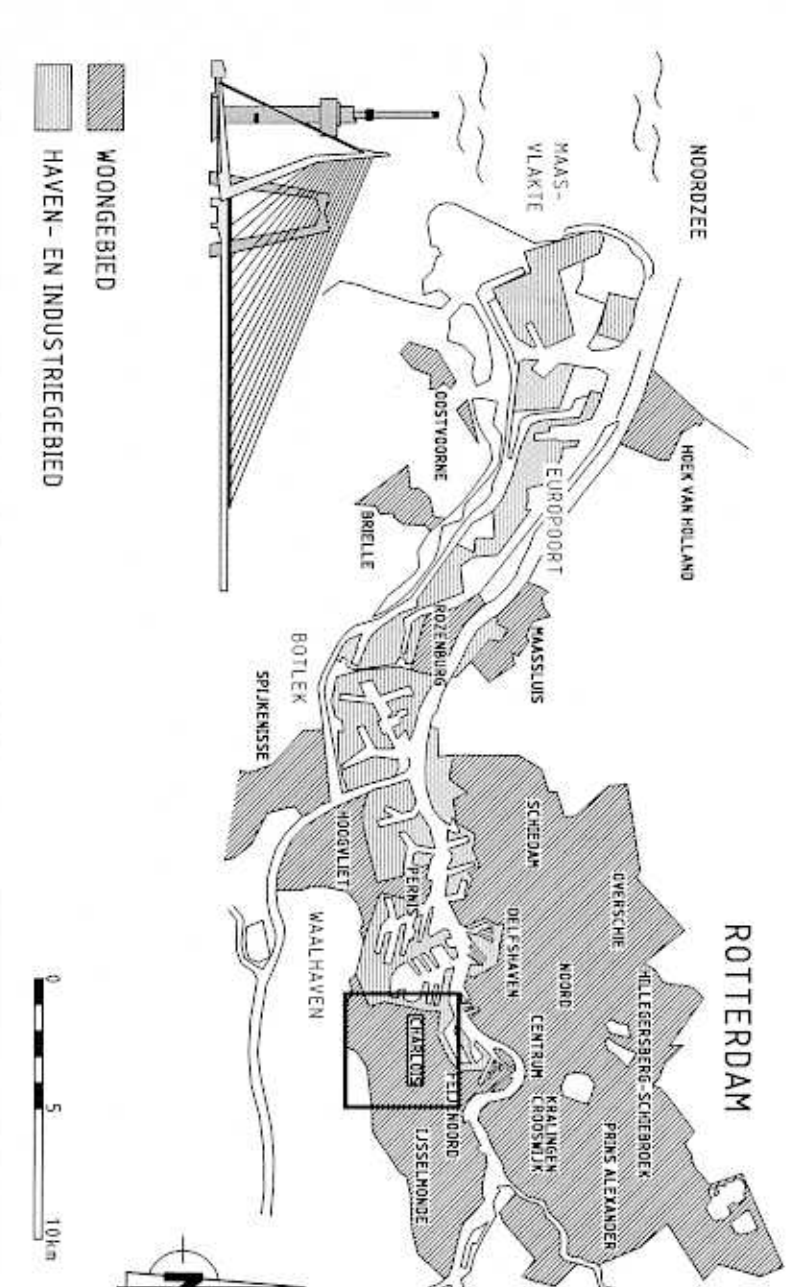 ROTTERDAM
NOORDZEE
MAAS-
VLAKTE
HOEK VAN HOLLAND
EUROPOORT
OOSTVOORNE
BRIELLE
MAASSLUIS
ROZENBURG
BOTLEK
SPIJKENISSE
HOOGVLIET
PERNIS
WAALHAVEN
SCHIEDAM
OVERSCHIE
DELFSHAVEN
NOORD
CENTRUM
HILLEGERSBERG-SCHIEBROEK
KRALINGEN
CROOSWIJK
PRINS ALEXANDER
CHARLOIS
FEIJENOORD
IJSSELMONDE
WOONGEBIED
HAVEN- EN INDUSTRIEGEBIED
0 5 10km
N